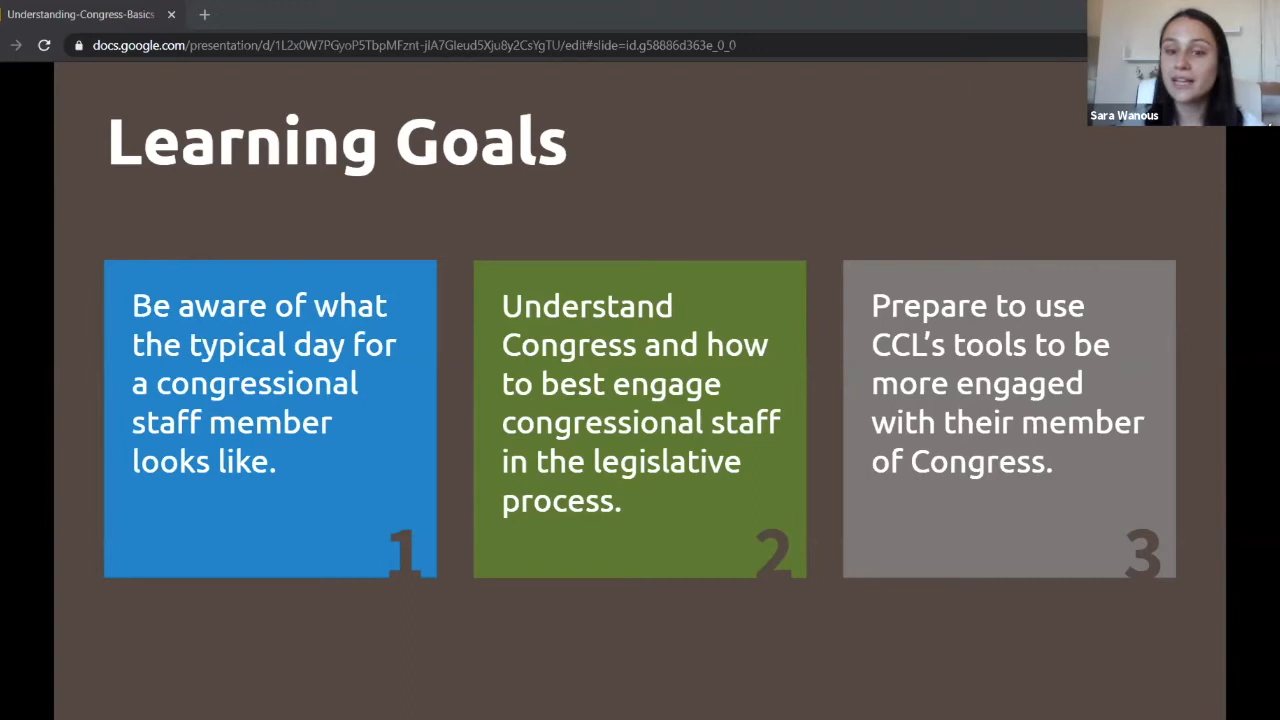 Understanding-Congress-Basics
docs.google.com/presentation/d/1L2x0W7PGyoP5TbpMFznt-jIA7Gleud5Xju8y2CsYgTU/edit#slide=id.g58886d363e_0_0
Sara Wanous
Learning Goals
Be aware of what
the typical day for
a congressional
staff member
looks like.
1
Understand
Congress and how
to best engage
congressional staff
in the legislative
process.
2
Prepare to use
CCL’s tools to be
more engaged
with their member
of Congress.
3